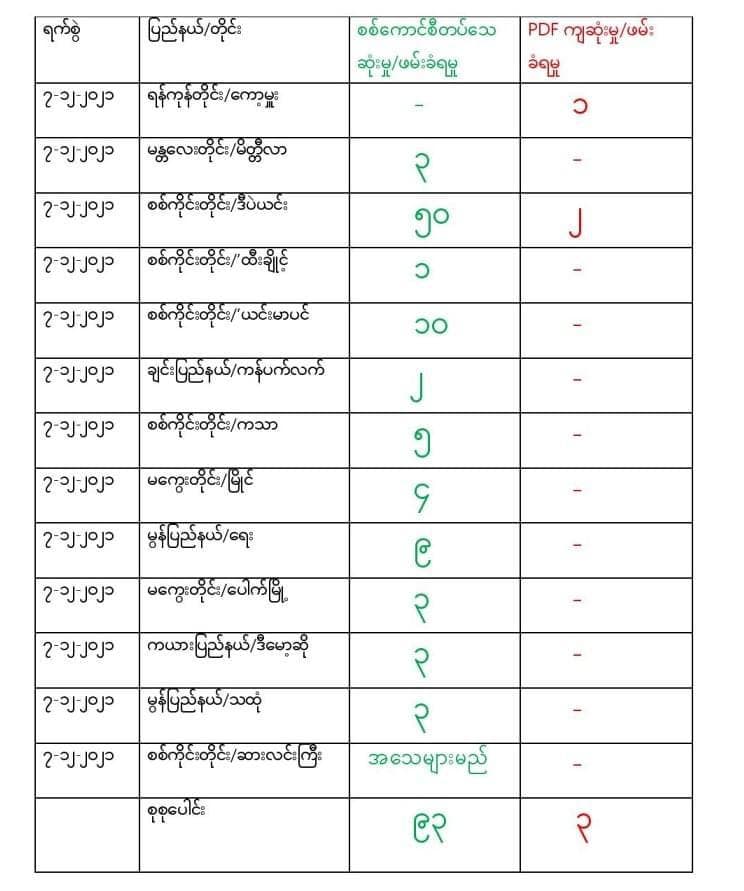 ရက်စွဲ ပြည်နယ်/တိုင်း စစ်ကောင်စီတပ်သေ PDF ကျဆုံးမှု/ဖမ်း
ဆုံးမှု/ဖမ်းခံရမှု ခံရမှု
၇-၁၂-၂၀၂၁ ရန်ကုန်တိုင်း/ကော့မှူး - ၁
၇-၁၂-၂၀၂၁ မန္တလေးတိုင်း/မိတ္တီလာ ၃ -
၇-၁၂-၂၀၂၁ စစ်ကိုင်းတိုင်း/ဒီပဲယင်း ၅၀ ၂
၇-၁၂-၂၀၂၁ စစ်ကိုင်းတိုင်း/'ထီးချိုင့် ၁ -
၇-၁၂-၂၀၂၁ စစ်ကိုင်းတိုင်း/'ယင်းမာပင် ၁၀ -
၇-၁၂-၂၀၂၁ ချင်းပြည်နယ်/ကန်ပက်လက် ၂ -
၇-၁၂-၂၀၂၁ စစ်ကိုင်းတိုင်း/ကသာ ၅ -
၇-၁၂-၂၀၂၁ မကွေးတိုင်း/မြိုင် ၄ -
၇-၁၂-၂၀၂၁ မွန်ပြည်နယ်/ရေး ၉ -
၇-၁၂-၂၀၂၁ မကွေးတိုင်း/ပေါက်မြို့ ၃ -
၇-၁၂-၂၀၂၁ ကယားပြည်နယ်/ဒီမော့ဆို ၃ -
၇-၁၂-၂၀၂၁ မွန်ပြည်နယ်/သထုံ ၃ -
၇-၁၂-၂၀၂၁ စစ်ကိုင်းတိုင်း/ဆားလင်းကြီး အသေများမည် -
စုစုပေါင်း ၉၃ ၃